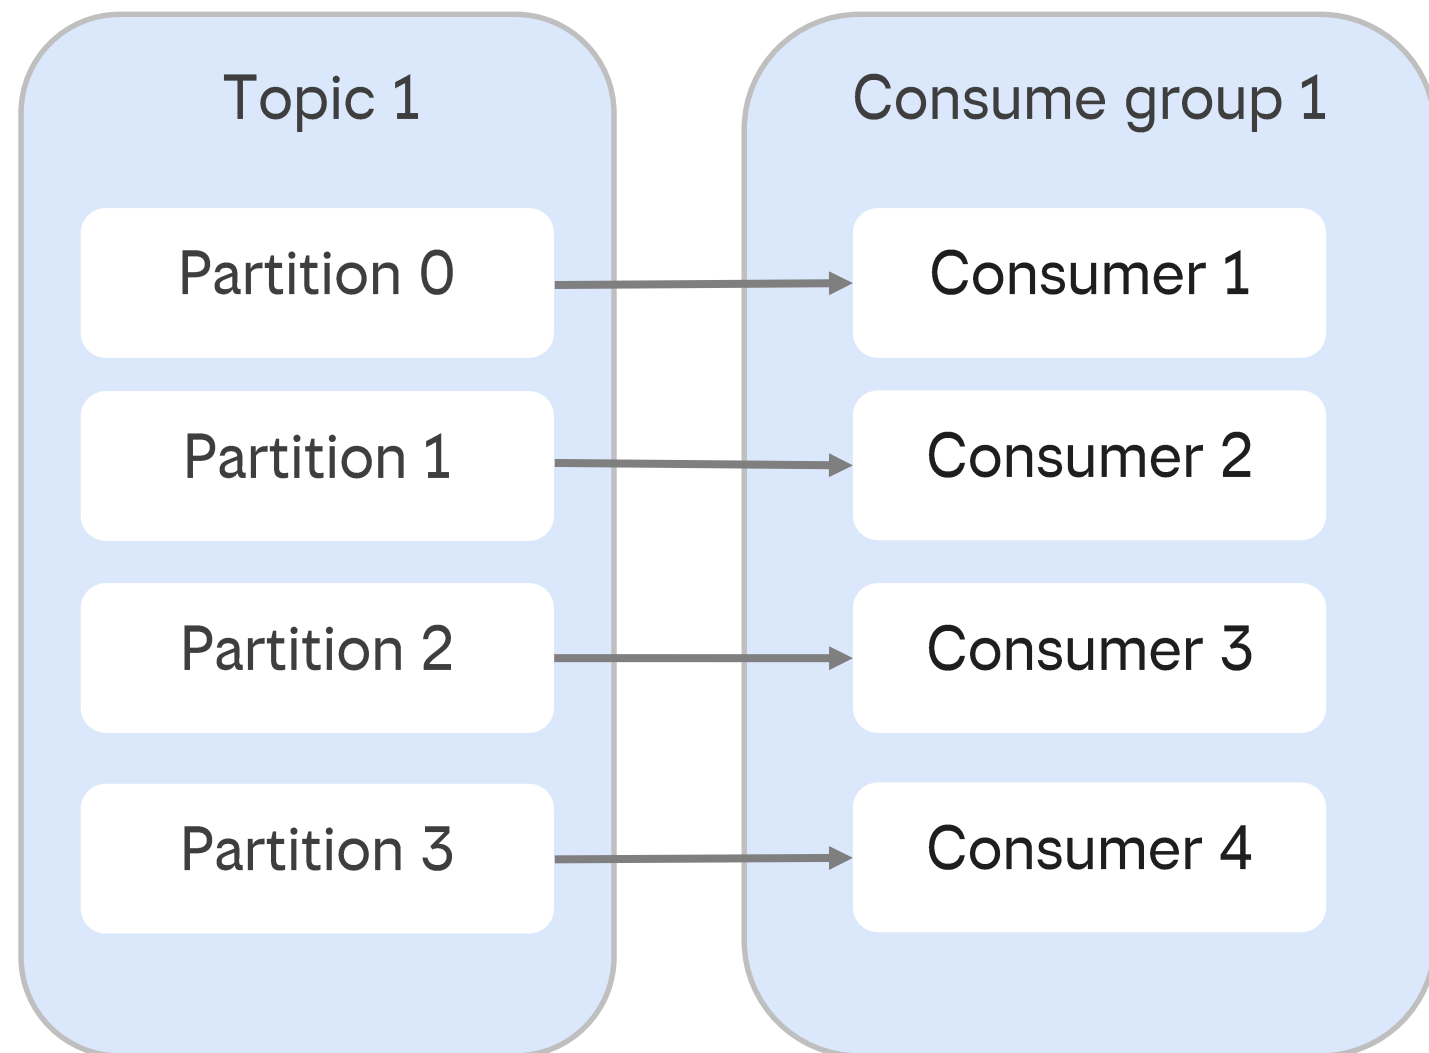 Topic 1
Partition 0
Partition 1
Partition 2
Partition 3
Consume group 1
Consumer 1
Consumer 2
Consumer 3
Consumer 4